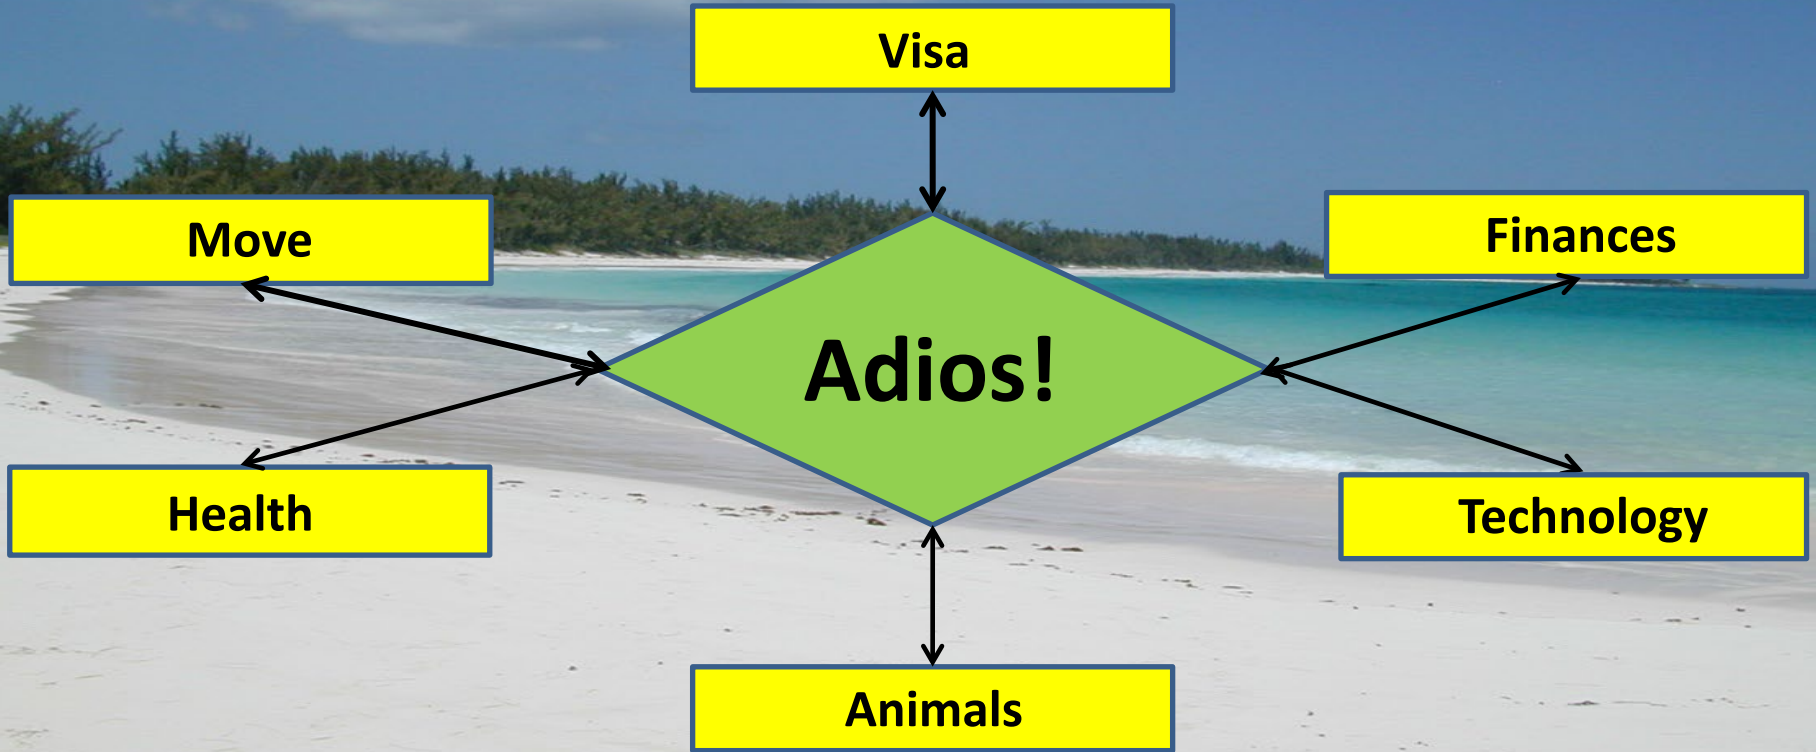 Visa
Move
Finances
Adios!
Health
Technology
Animals